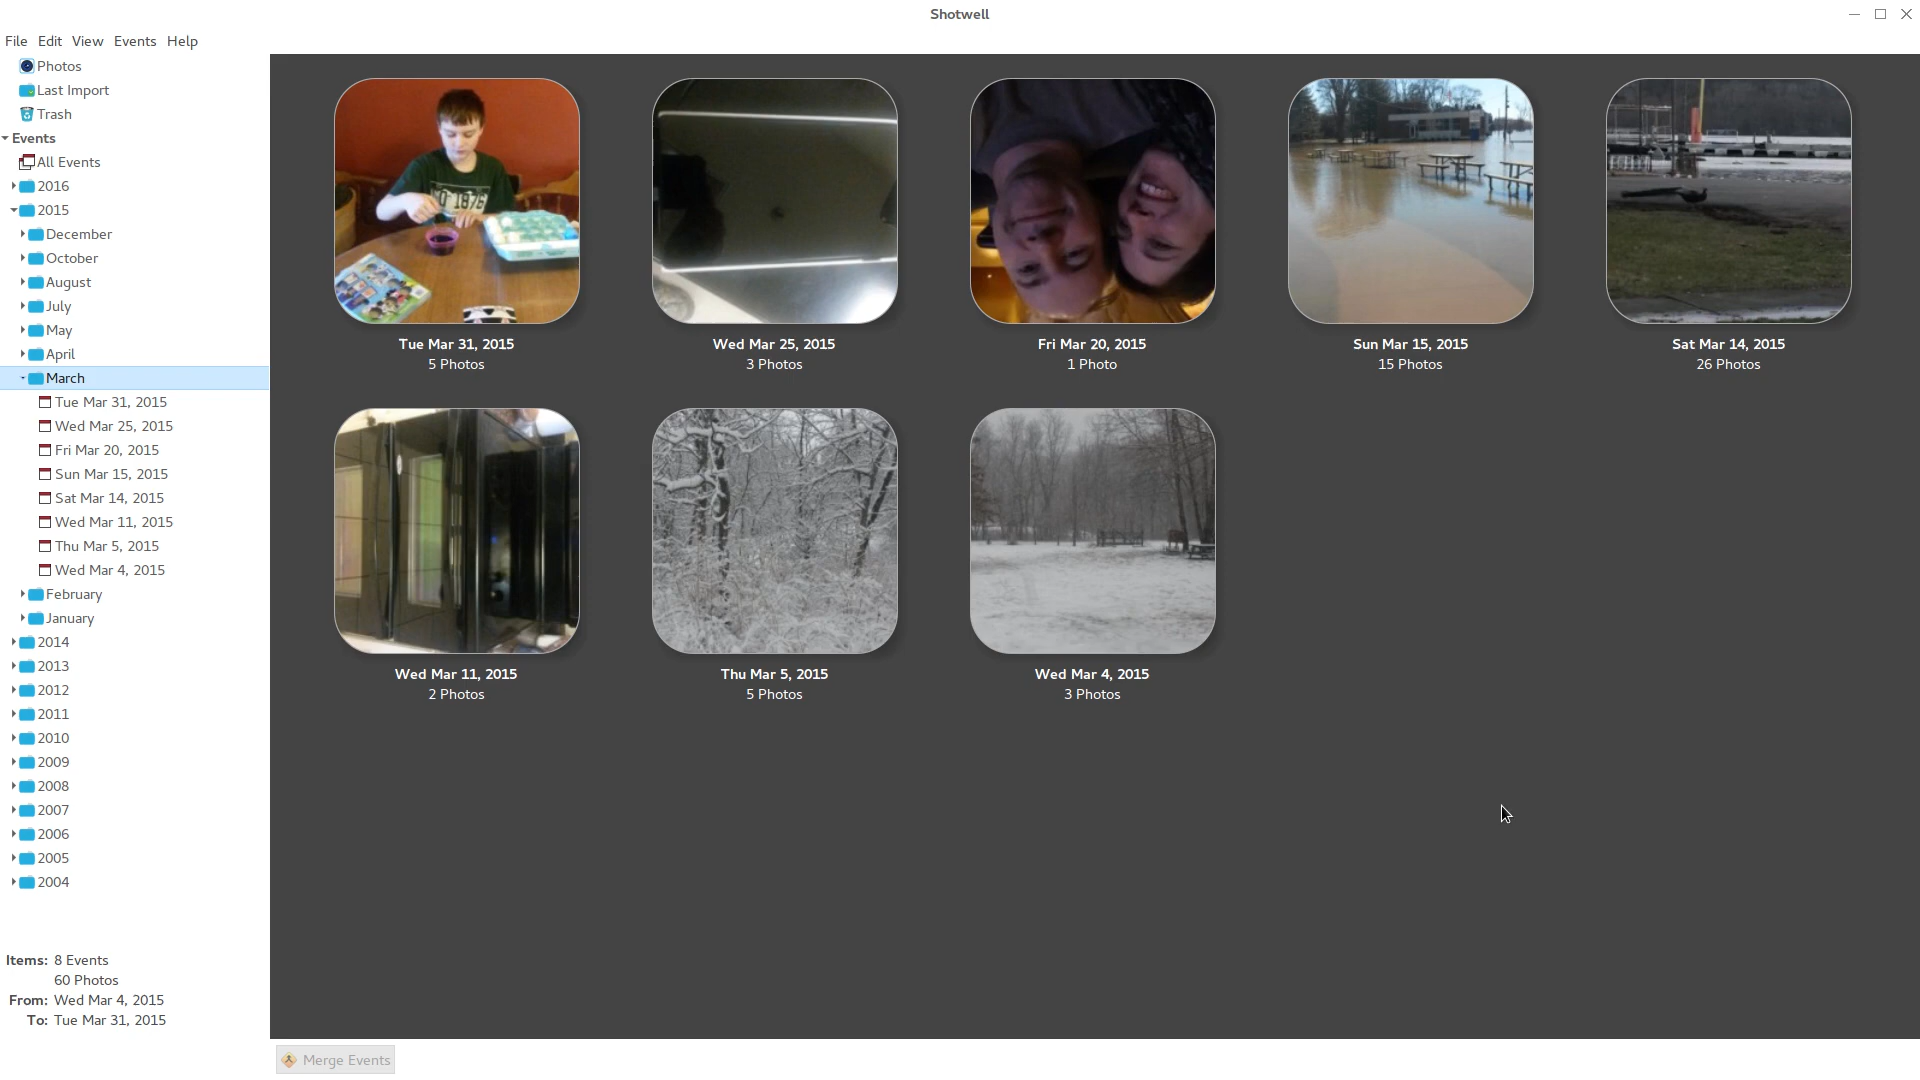 Shotwell
File Edit View Events Help
Photos
Last Import
Trash
Events
All Events
2016
2015
December
October
August
July
May
April
March
Tue Mar 31, 2015
Wed Mar 25, 2015
Fri Mar 20, 2015
Sun Mar 15, 2015
Sat Mar 14, 2015
Wed Mar 11, 2015
Thu Mar 5, 2015
Wed Mar 4, 2015
February
January
2014
2013
2012
2011
2010
2009
2008
2007
2006
2005
2004
Items: 8 Events
60 Photos
From: Wed Mar 4, 2015
To: Tue Mar 31, 2015
Tue Mar 31, 2015
5 Photos
Wed Mar 25, 2015
3 Photos
Fri Mar 20, 2015
1 Photo
Sun Mar 15, 2015
15 Photos
Sat Mar 14, 2015
26 Photos
Wed Mar 11, 2015
2 Photos
Thu Mar 5, 2015
5 Photos
Wed Mar 4, 2015
3 Photos
Merge Events